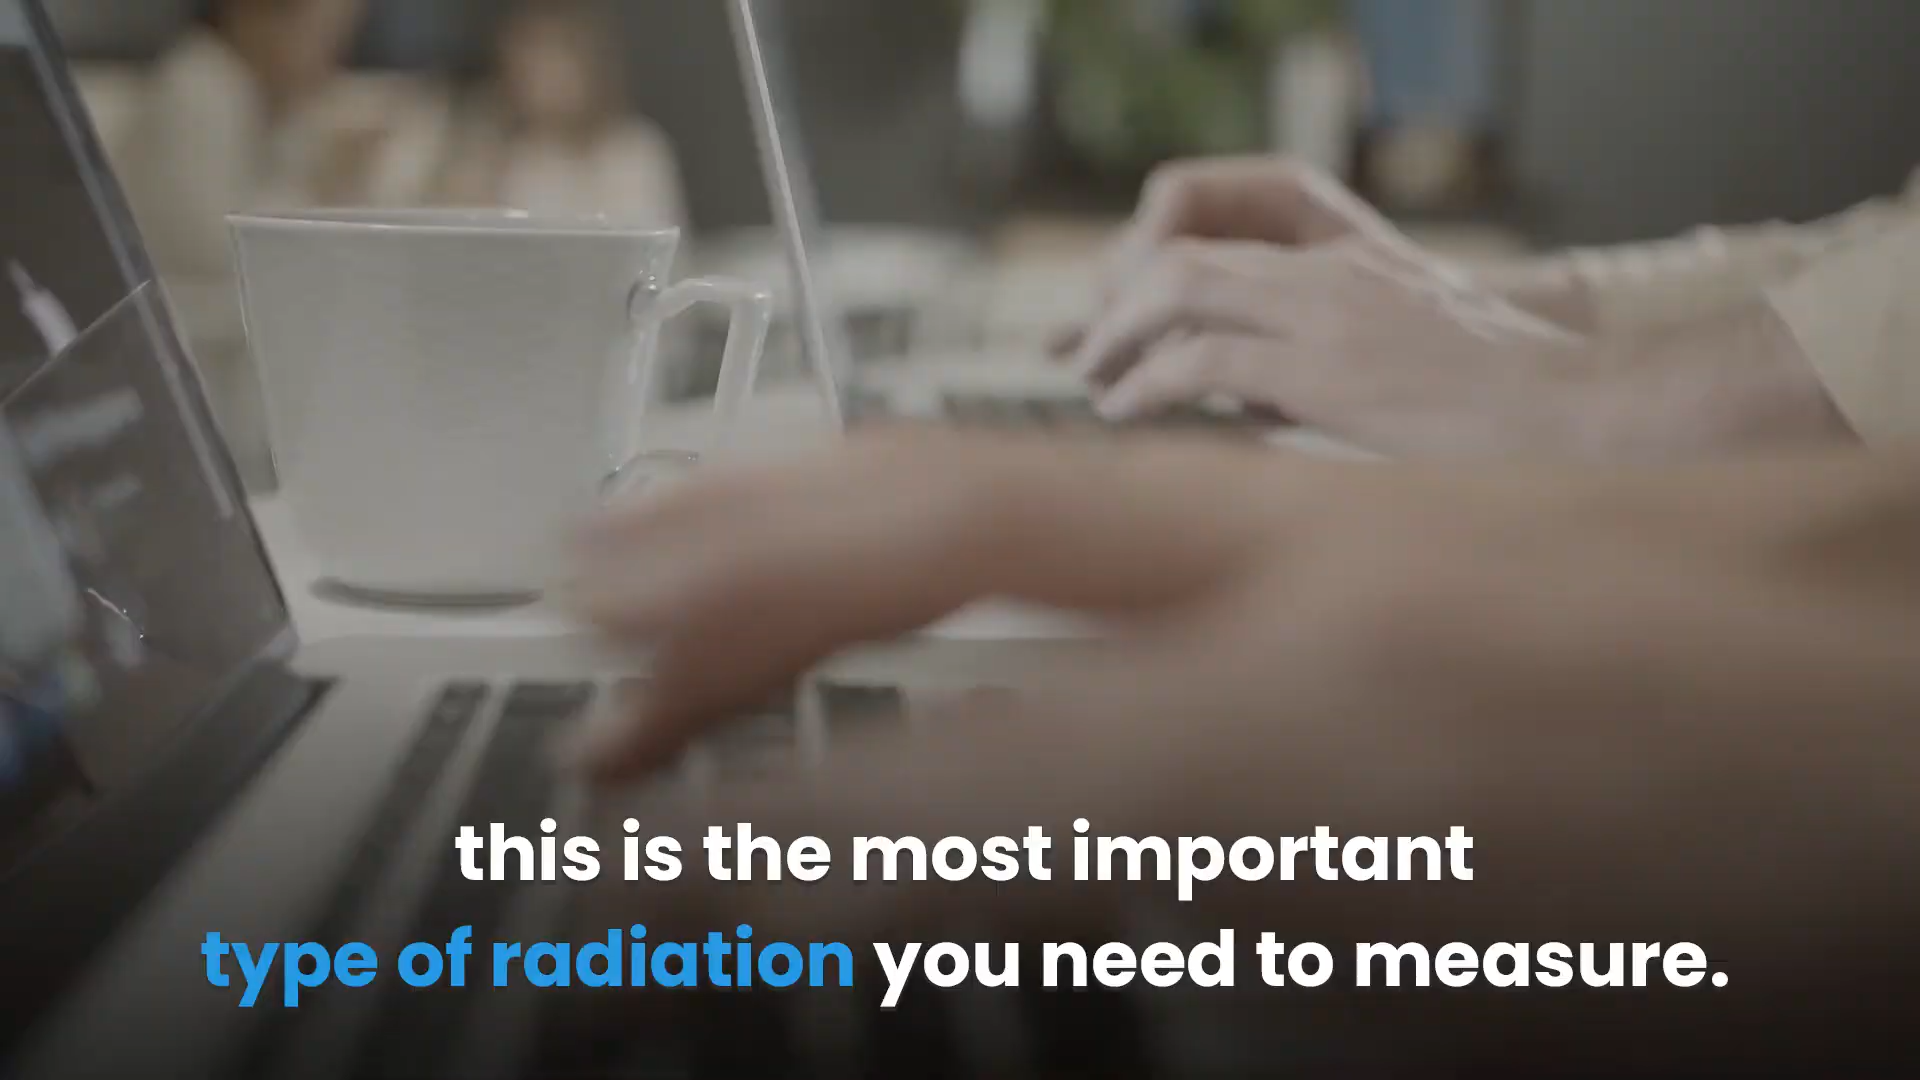 this is the most important
type of radiation you need to measure.